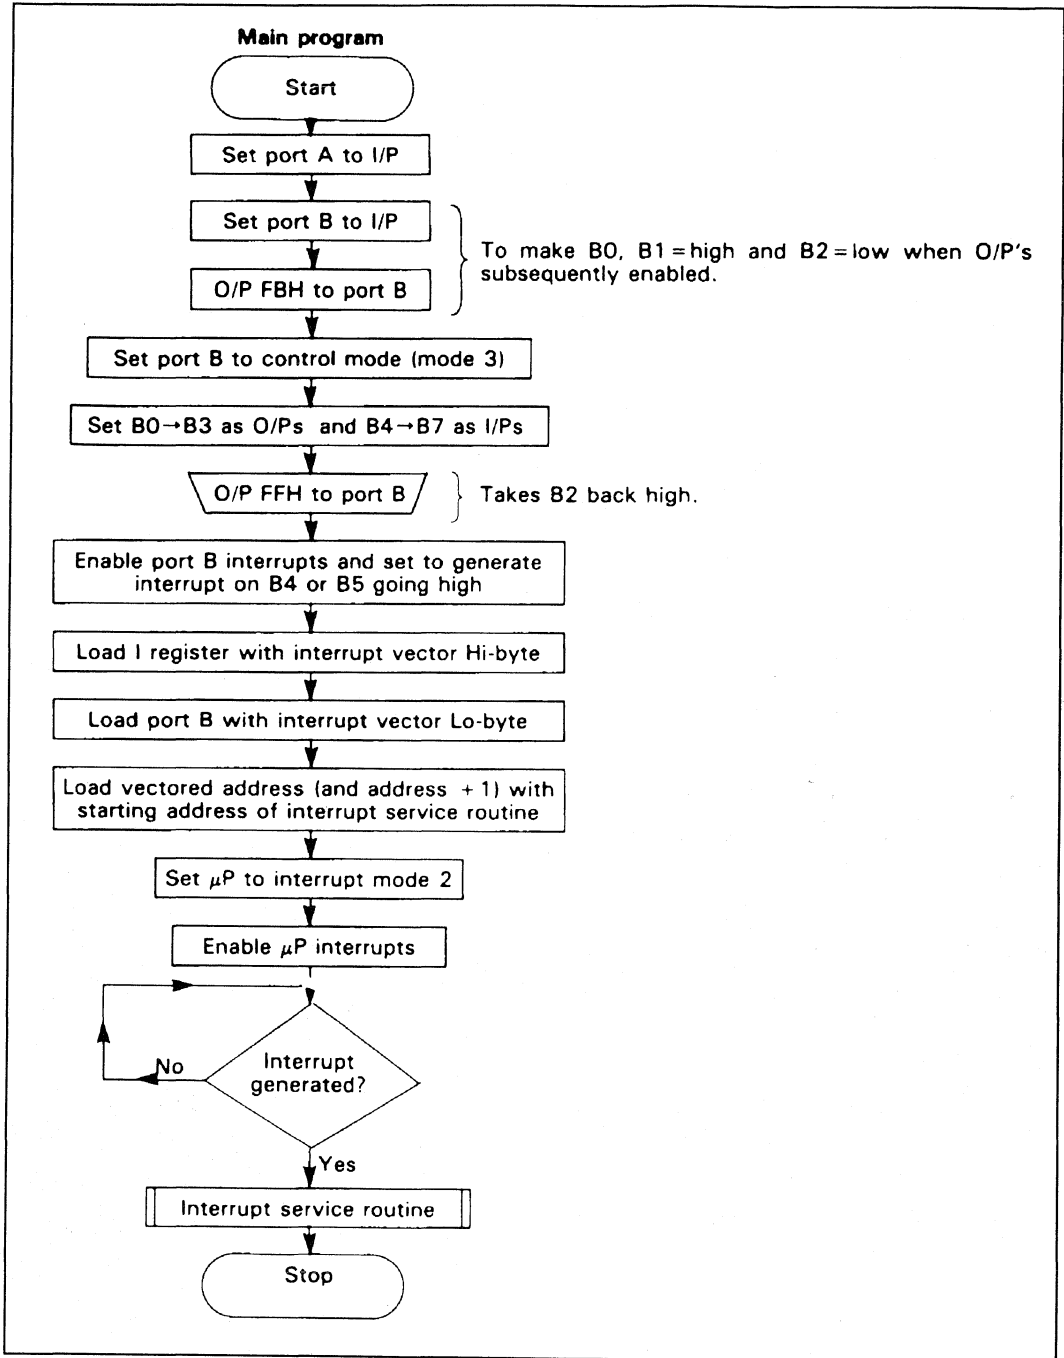 Main program
Start
Set port A to I/P
Set port B to I/P
O/P FBH to port B
To make B0, B1 = high and B2 = low when O/P's
subsequently enabled.
Set port B to control mode (mode 3)
Set B0→B3 as O/Ps and B4→B7 as I/Ps
O/P FFH to port B
Takes B2 back high.
Enable port B interrupts and set to generate
interrupt on B4 or B5 going high
Load I register with interrupt vector Hi-byte
Load port B with interrupt vector Lo-byte
Load vectored address (and address + 1) with
starting address of interrupt service routine
Set μP to interrupt mode 2
Enable μP interrupts
Interrupt
generated?
No
Yes
Interrupt service routine
Stop